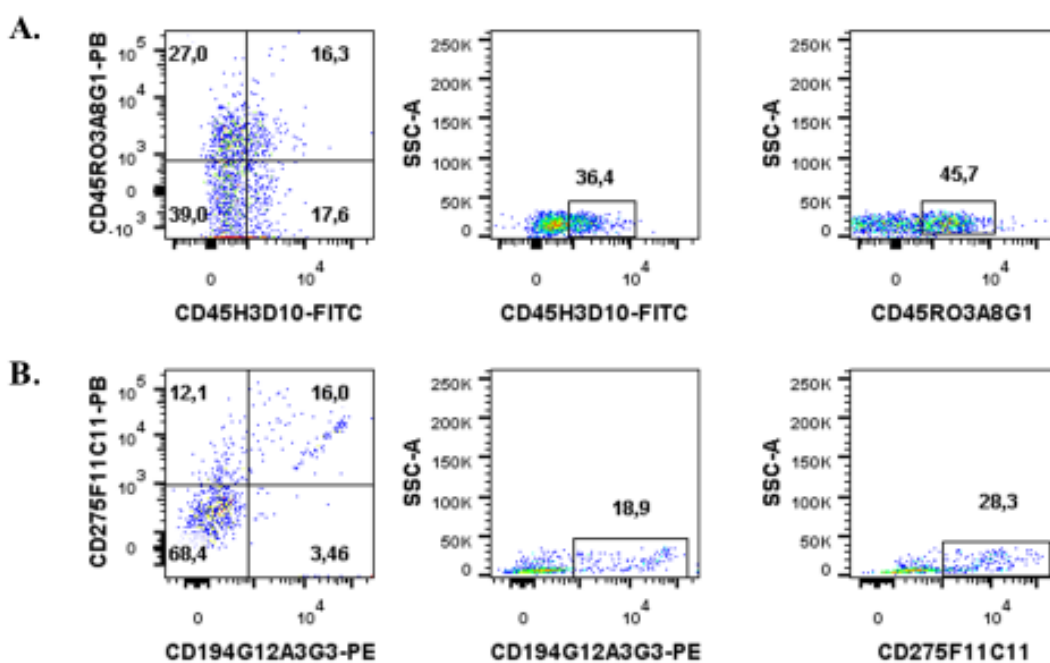 A.
CD45RO3A8G1-PB
10^5
10^4
10^3
0
-10^3
27,0
16,3
39,0
17,6
0
10^4
CD45H3D10-FITC
SSC-A
250K
200K
150K
100K
50K
0
36,4
0
10^4
CD45H3D10-FITC
SSC-A
250K
200K
150K
100K
50K
0
45,7
0
10^4
CD45RO3A8G1
B.
CD275F11C11-PB
10^5
10^4
10^3
0
12,1
16,0
68,4
3,46
0
10^4
CD194G12A3G3-PE
SSC-A
250K
200K
150K
100K
50K
0
18,9
0
10^4
CD194G12A3G3-PE
SSC-A
250K
200K
150K
100K
50K
0
28,3
0
10^4
CD275F11C11